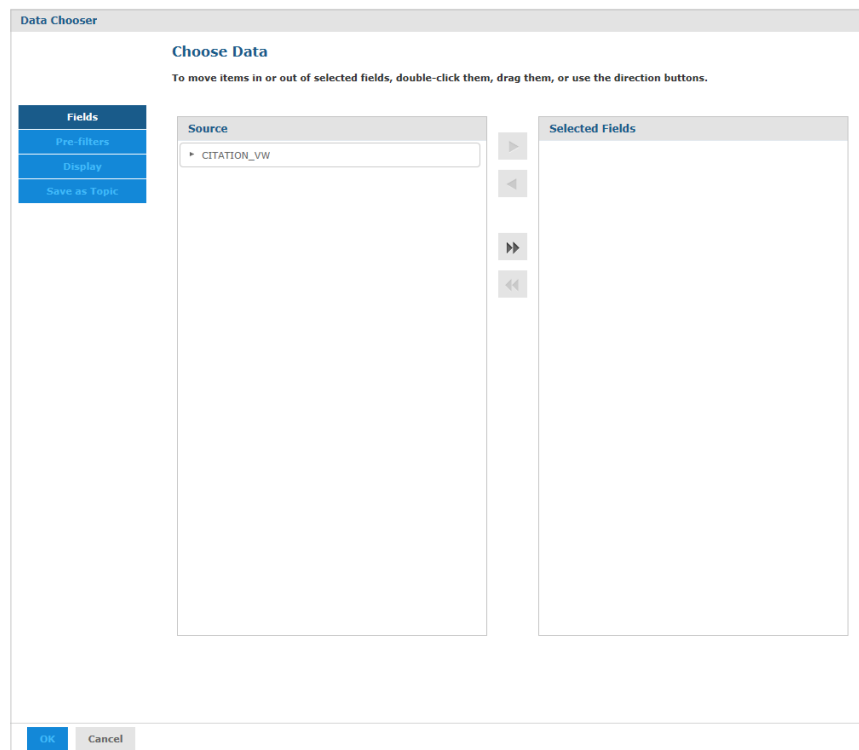 Data Chooser
Choose Data
To move items in or out of selected fields, double-click them, drag them, or use the direction buttons.
Fields
Pre-filters
Display
Save as Topic
Source
CITATION_VW
Selected Fields
OK
Cancel